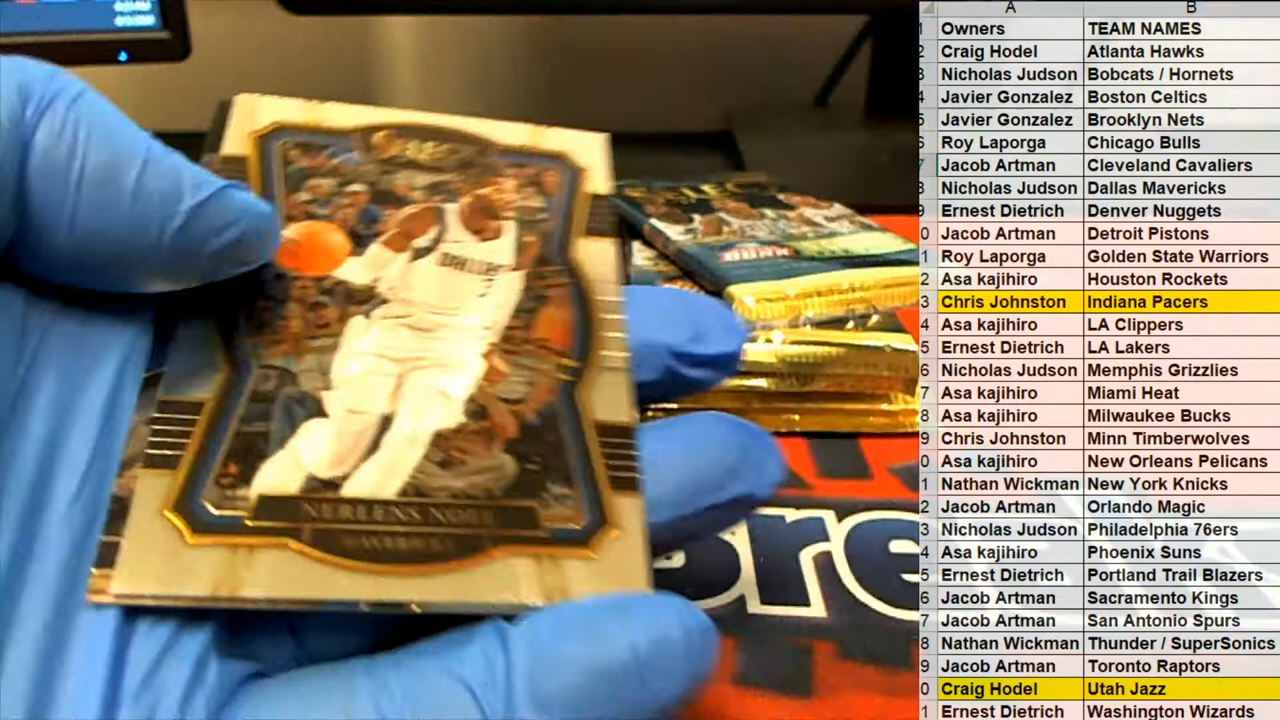 A B
Owners TEAM NAMES
Craig Hodel Atlanta Hawks
Nicholas Judson Bobcats / Hornets
Javier Gonzalez Boston Celtics
Javier Gonzalez Brooklyn Nets
Roy Laporga Chicago Bulls
Jacob Artman Cleveland Cavaliers
Nicholas Judson Dallas Mavericks
Ernest Dietrich Denver Nuggets
Jacob Artman Detroit Pistons
Roy Laporga Golden State Warriors
Asa kajihiro Houston Rockets
Chris Johnston Indiana Pacers
Asa kajihiro LA Clippers
Ernest Dietrich LA Lakers
Nicholas Judson Memphis Grizzlies
Asa kajihiro Miami Heat
Asa kajihiro Milwaukee Bucks
Chris Johnston Minn Timberwolves
Asa kajihiro New Orleans Pelicans
Nathan Wickman New York Knicks
Jacob Artman Orlando Magic
Nicholas Judson Philadelphia 76ers
Asa kajihiro Phoenix Suns
Ernest Dietrich Portland Trail Blazers
Jacob Artman Sacramento Kings
Jacob Artman San Antonio Spurs
Nathan Wickman Thunder / SuperSonics
Jacob Artman Toronto Raptors
Craig Hodel Utah Jazz
Ernest Dietrich Washington Wizards
NERLENS NOEL
Bre